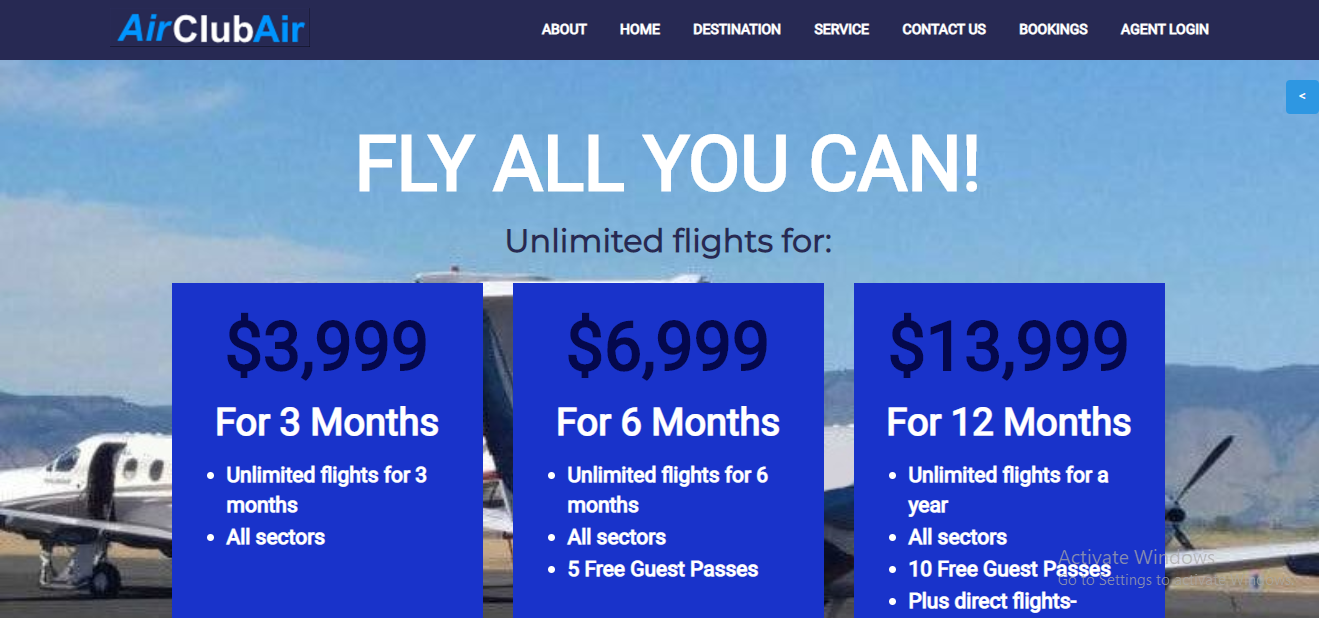 AirClubAir
ABOUT HOME DESTINATION SERVICE CONTACT US BOOKINGS AGENT LOGIN
<
FLY ALL YOU CAN!
Unlimited flights for:
$3,999
For 3 Months
• Unlimited flights for 3
months
• All sectors
$6,999
For 6 Months
• Unlimited flights for 6
months
• All sectors
• 5 Free Guest Passes
$13,999
For 12 Months
• Unlimited flights for a
year
• All sectors
• 10 Free Guest Passes
• Plus direct flights-
Activate Windows
Go to Settings to